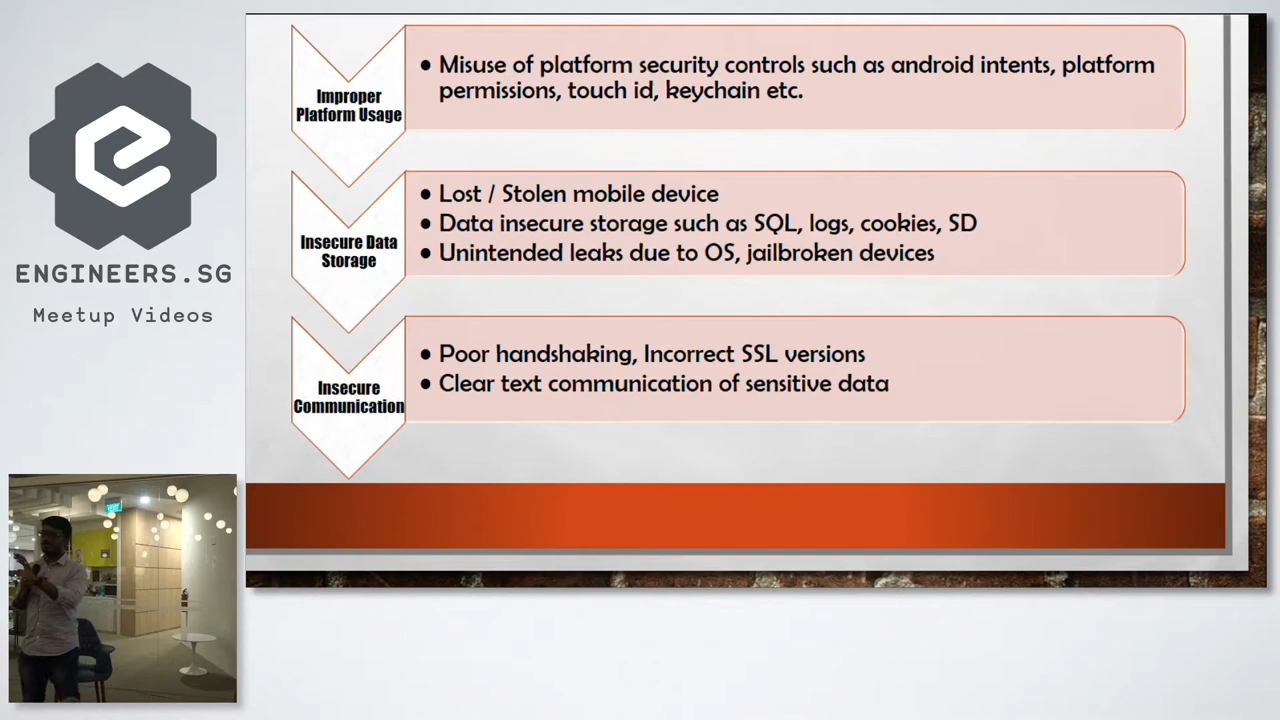 ENGINEERS.SG
Meetup Videos
Improper
Platform Usage
• Misuse of platform security controls such as android intents, platform
permissions, touch id, keychain etc.
Insecure Data
Storage
• Lost / Stolen mobile device
• Data insecure storage such as SQL, logs, cookies, SD
• Unintended leaks due to OS, jailbroken devices
Insecure
Communication
• Poor handshaking, Incorrect SSL versions
• Clear text communication of sensitive data